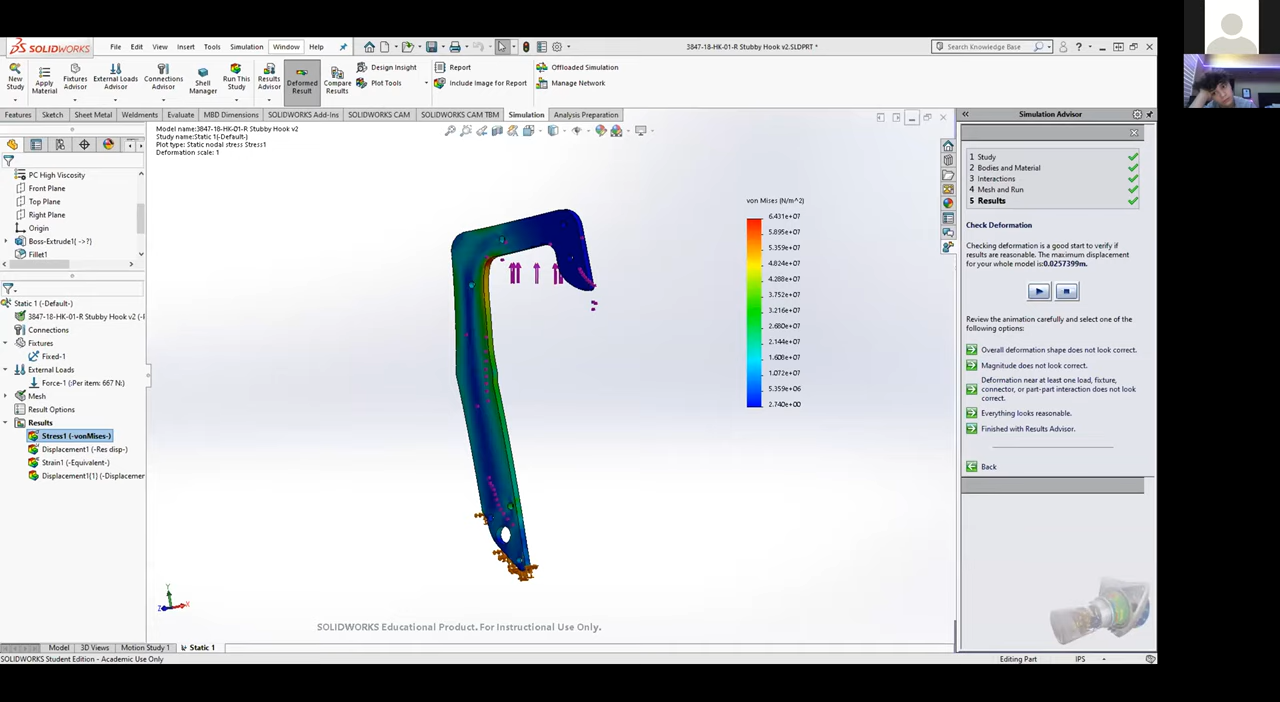 SOLIDWORKS File Edit View Insert Tools Simulation Window Help 3847-18-HK-01-R Stubby Hook v2.SLDPRT * Search Knowledge Base
New Study
Apply Material
Fixtures Advisor
External Loads Advisor
Connections Advisor
Shell Manager
Run This Study
Results Advisor
Deformed Result
Compare Results
Design Insight
Plot Tools
Report
Include Image for Report
Offloaded Simulation
Manage Network
Features Sketch Sheet Metal Weldments Evaluate MBD Dimensions SOLIDWORKS Add-Ins SOLIDWORKS CAM SOLIDWORKS CAM TBM Simulation Analysis Preparation
PC High Viscosity
Front Plane
Top Plane
Right Plane
Origin
Boss-Extrude1 (->?)
Fillet1
Static 1 (-Default-)
3847-18-HK-01-R Stubby Hook v2 (-
Connections
Fixtures
Fixed-1
External Loads
Force-1 (:Per item: 667 N:)
Mesh
Result Options
Results
Stress1 (-vonMises-)
Displacement1 (-Res disp-)
Strain1 (-Equivalent-)
Displacement1{1} (-Displacemer
Model name:3847-18-HK-01-R Stubby Hook v2
Study name:Static 1(-Default-)
Plot type: Static nodal stress Stress1
Deformation scale: 1
von Mises (N/m^2)
6.431e+07
5.895e+07
5.359e+07
4.824e+07
4.288e+07
3.752e+07
3.216e+07
2.680e+07
2.144e+07
1.608e+07
1.072e+07
5.359e+06
2.740e+00
Y
X
Z
SOLIDWORKS Educational Product. For Instructional Use Only.
Simulation Advisor
1 Study
2 Bodies and Material
3 Interactions
4 Mesh and Run
5 Results
Check Deformation
Checking deformation is a good start to verify if
results are reasonable. The maximum displacement
for your whole model is:0.0257399m.
Review the animation carefully and select one of the
following options:
Overall deformation shape does not look correct.
Magnitude does not look correct.
Deformation near at least one load, fixture,
connector, or part-part interaction does not look
correct.
Everything looks reasonable.
Finished with Results Advisor.
Back
Model 3D Views Motion Study 1 Static 1
SOLIDWORKS Student Edition - Academic Use Only Editing Part IPS